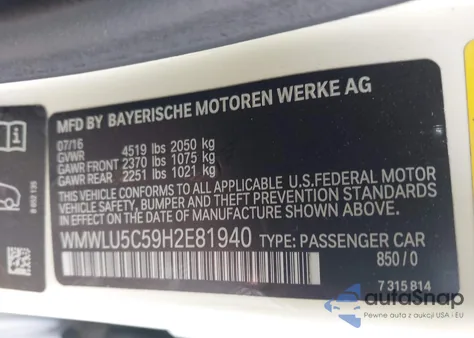 MFD BY BAYERISCHE MOTOREN WERKE AG
07/16
GVWR 4519 lbs 2050 kg
GAWR FRONT 2370 lbs 1075 kg
GAWR REAR 2251 lbs 1021 kg
THIS VEHICLE CONFORMS TO ALL APPLICABLE U.S. FEDERAL MOTOR
VEHICLE SAFETY, BUMPER AND THEFT PREVENTION STANDARDS
IN EFFECT ON THE DATE OF MANUFACTURE SHOWN ABOVE.
WMWLU5C59H2E81940 TYPE: PASSENGER CAR
850/0
7 315 814
8 692 135
autoSnap
Pewne auta z aukcji USA i EU